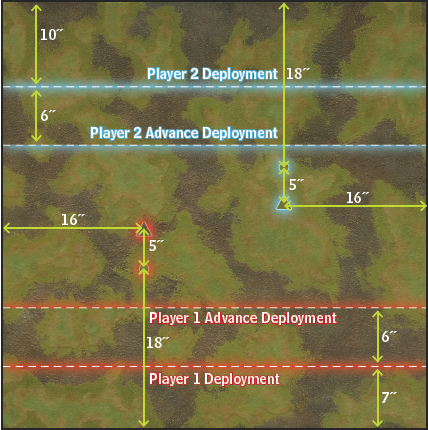 10″
Player 2 Deployment
18″
6″
Player 2 Advance Deployment
5″
16″
16″
5″
Player 1 Advance Deployment
18″
6″
Player 1 Deployment
7″